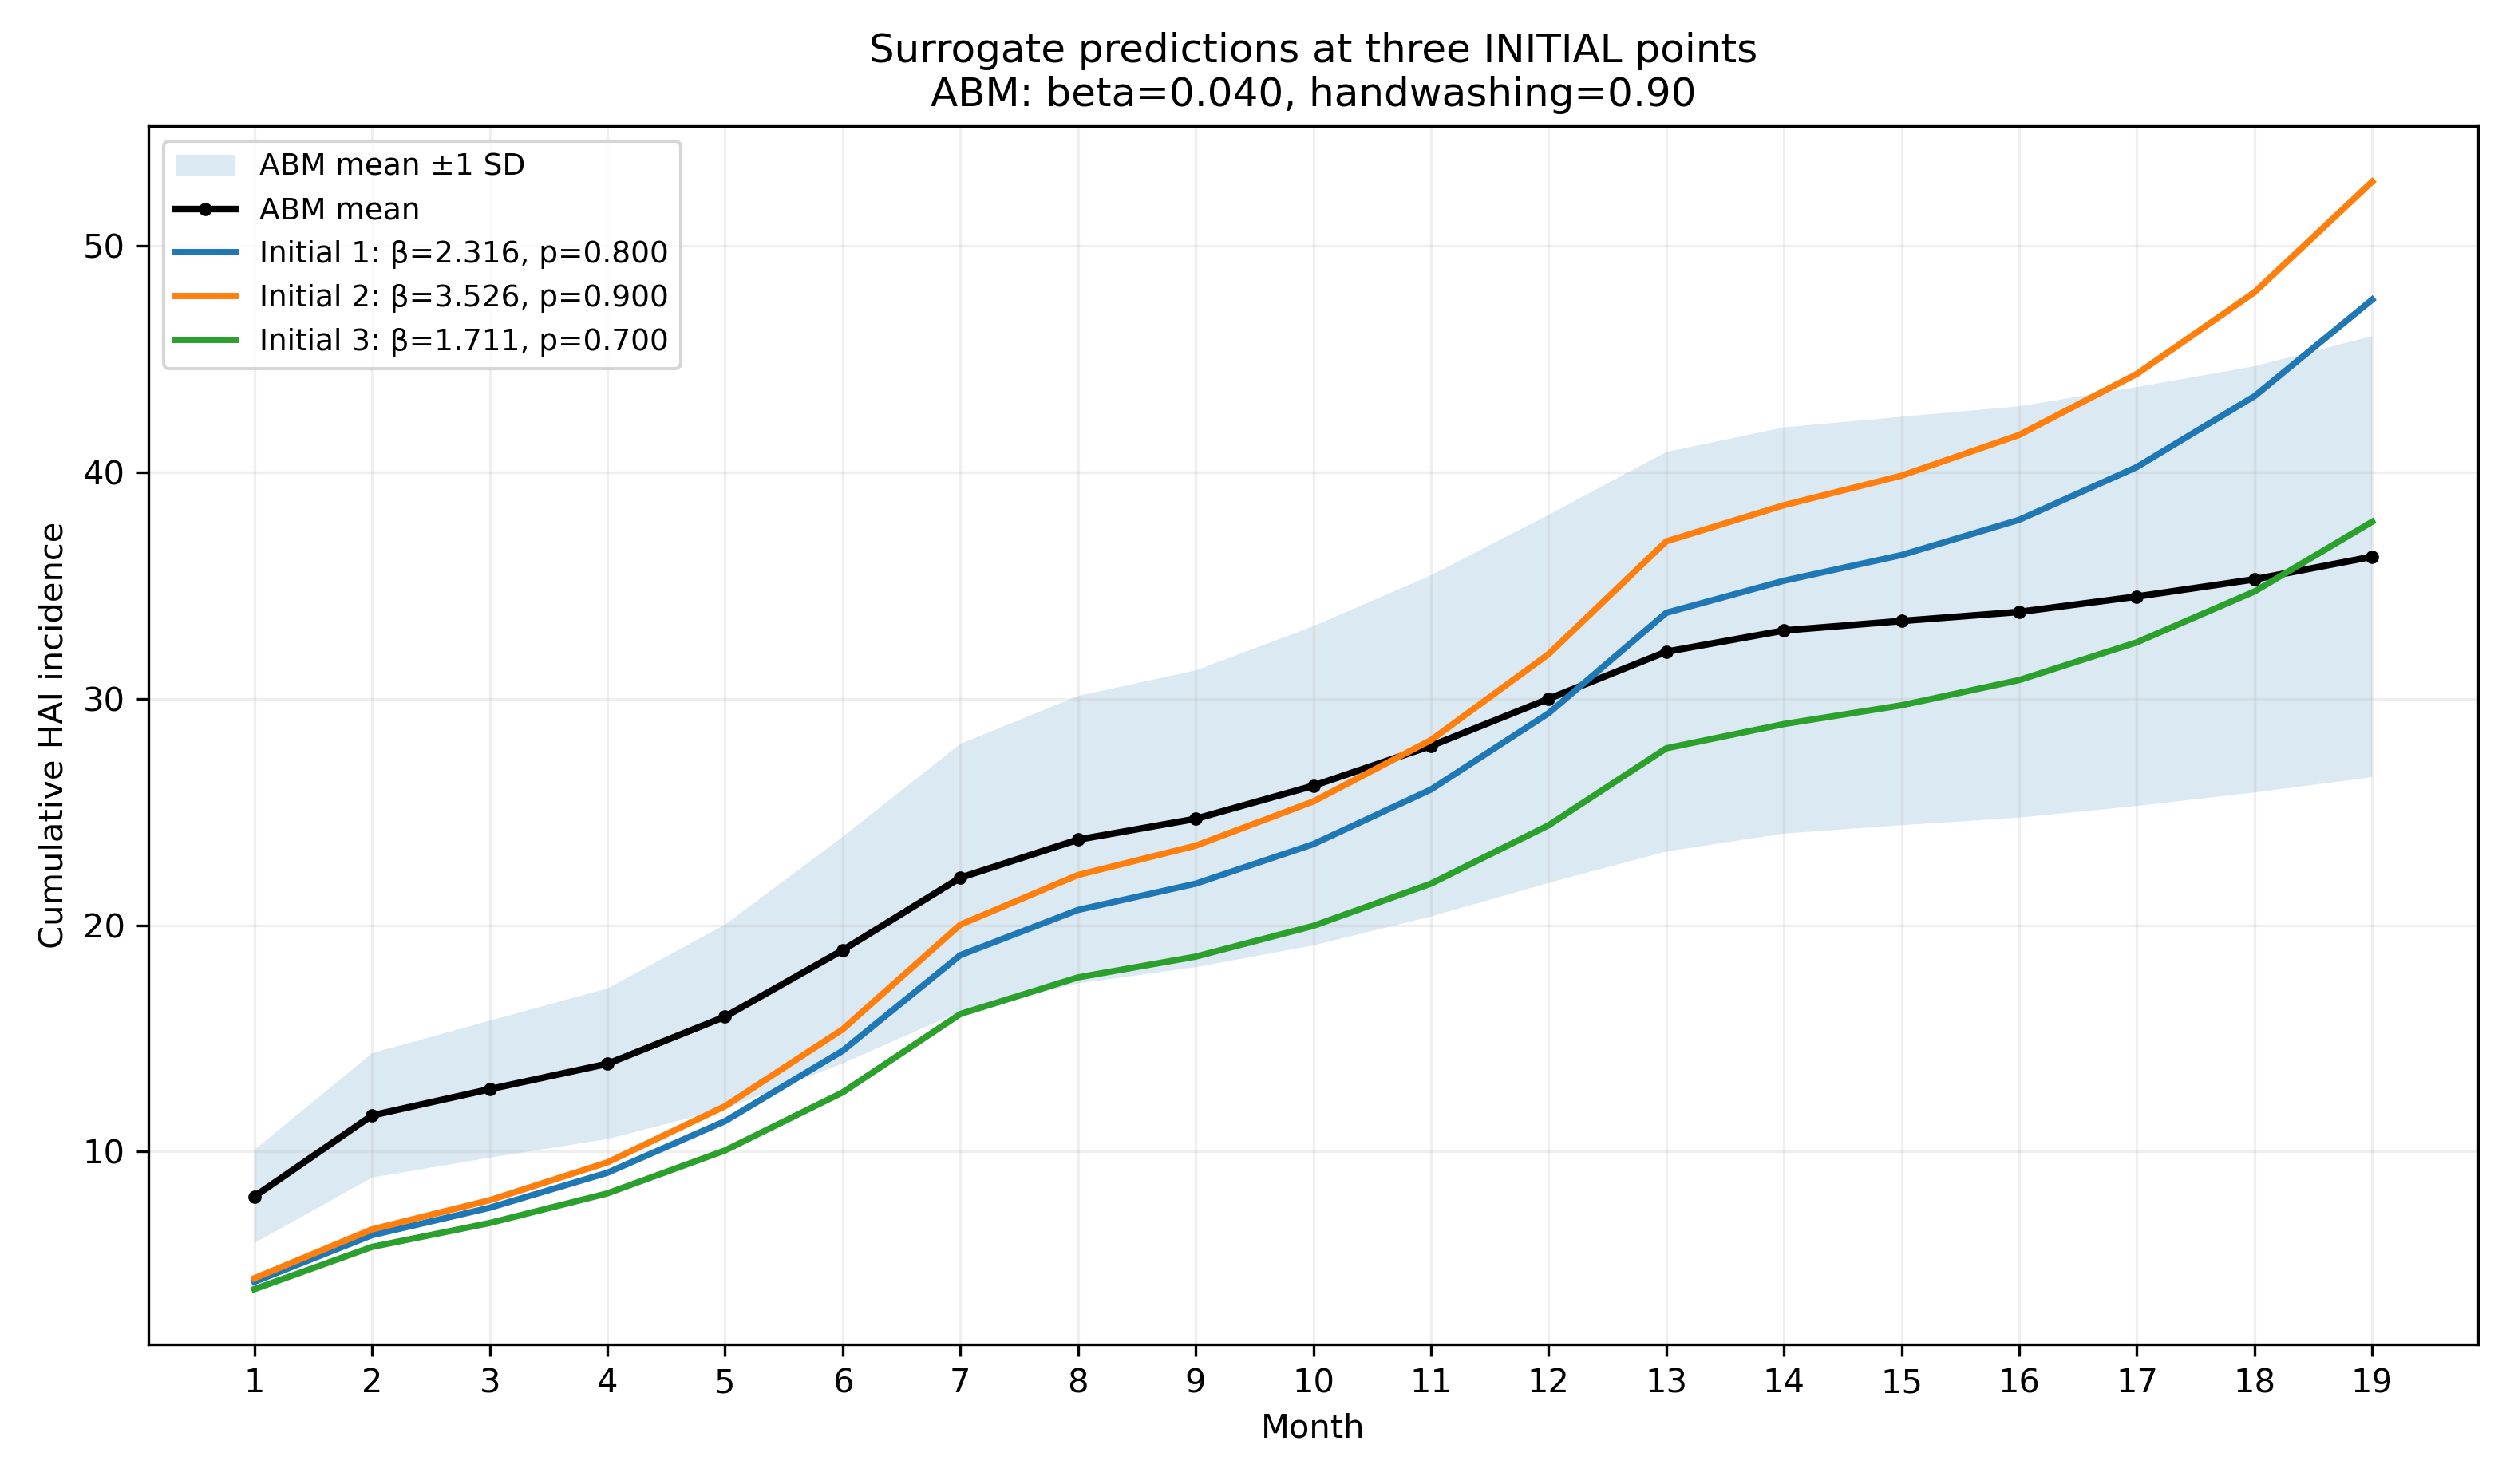 Surrogate predictions at three INITIAL points
ABM: beta=0.040, handwashing=0.90
ABM mean ±1 SD
ABM mean
Initial 1: β=2.316, p=0.800
Initial 2: β=3.526, p=0.900
Initial 3: β=1.711, p=0.700
Cumulative HAI incidence
50
40
30
20
10
1 2 3 4 5 6 7 8 9 10 11 12 13 14 15 16 17 18 19
Month